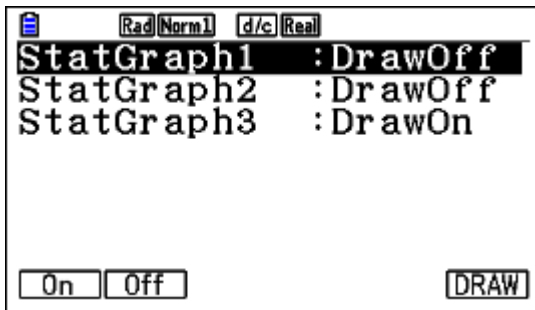 Rad Norm1 d/c Real
StatGraph1 :DrawOff
StatGraph2 :DrawOff
StatGraph3 :DrawOn
On Off DRAW